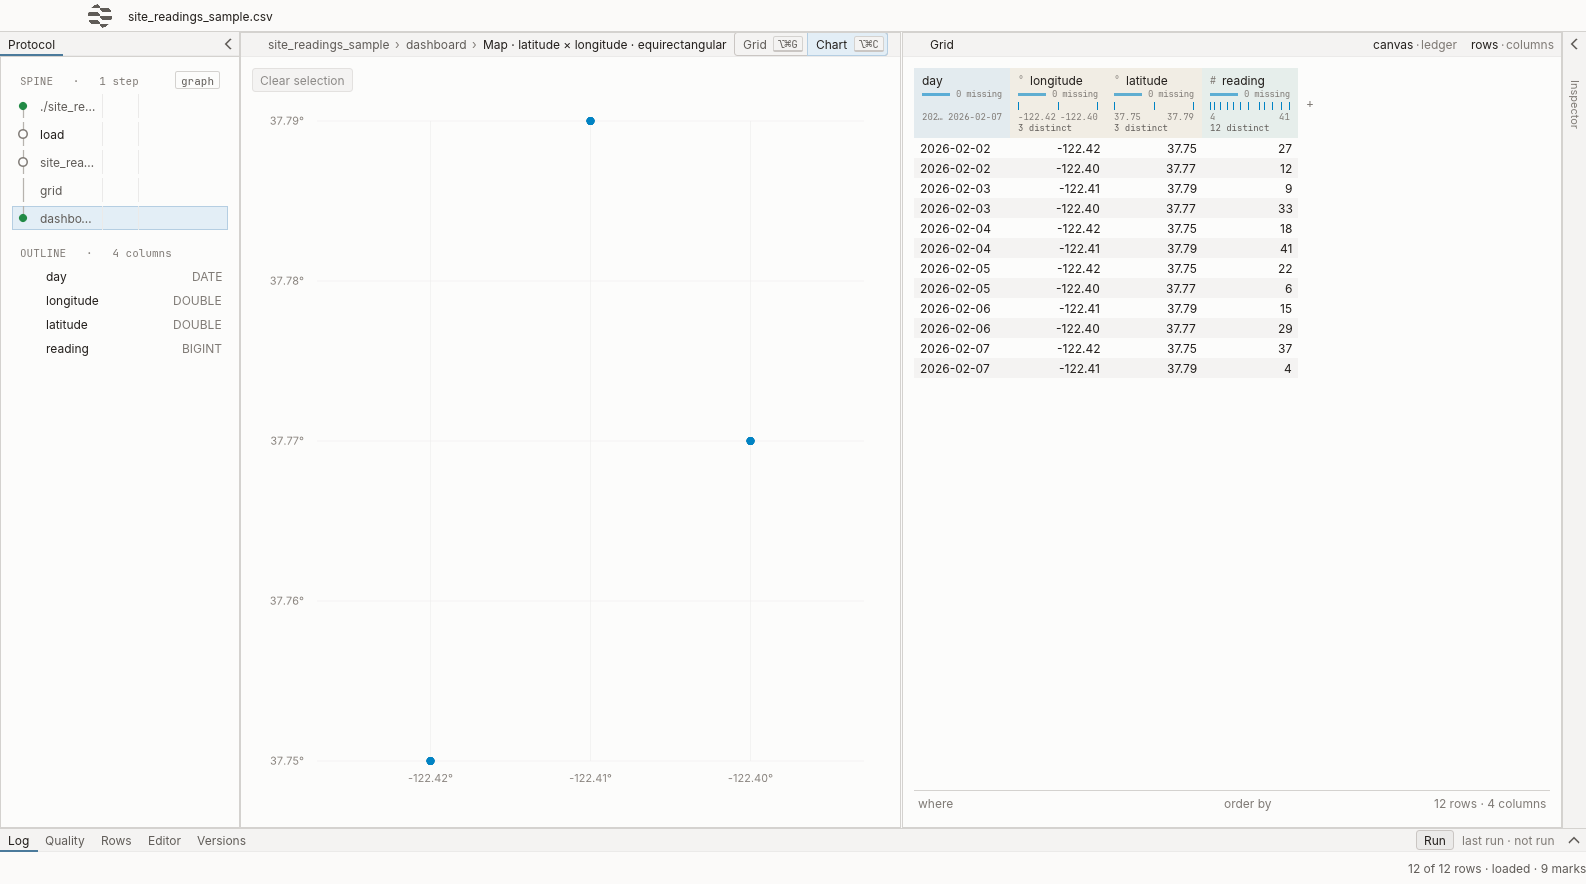 site_readings_sample.csv
Protocol
SPINE · 1 step graph
./site_re...
load
site_rea...
grid
dashbo...
OUTLINE · 4 columns
day DATE
longitude DOUBLE
latitude DOUBLE
reading BIGINT
site_readings_sample › dashboard › Map · latitude × longitude · equirectangular Grid ⌥⌘G Chart ⌥⌘C
Clear selection
37.79°
37.78°
37.77°
37.76°
37.75°
-122.42° -122.41° -122.40°
Grid canvas · ledger rows · columns
day ° longitude ° latitude # reading
0 missing 0 missing 0 missing 0 missing
202… 2026-02-07 -122.42 -122.40 37.75 37.79 4 41
3 distinct 3 distinct 12 distinct
+
2026-02-02 -122.42 37.75 27
2026-02-02 -122.40 37.77 12
2026-02-03 -122.41 37.79 9
2026-02-03 -122.40 37.77 33
2026-02-04 -122.42 37.75 18
2026-02-04 -122.41 37.79 41
2026-02-05 -122.42 37.75 22
2026-02-05 -122.40 37.77 6
2026-02-06 -122.41 37.79 15
2026-02-06 -122.40 37.77 29
2026-02-07 -122.42 37.75 37
2026-02-07 -122.41 37.79 4
where order by 12 rows · 4 columns
Inspector
Log Quality Rows Editor Versions Run last run · not run
12 of 12 rows · loaded · 9 marks